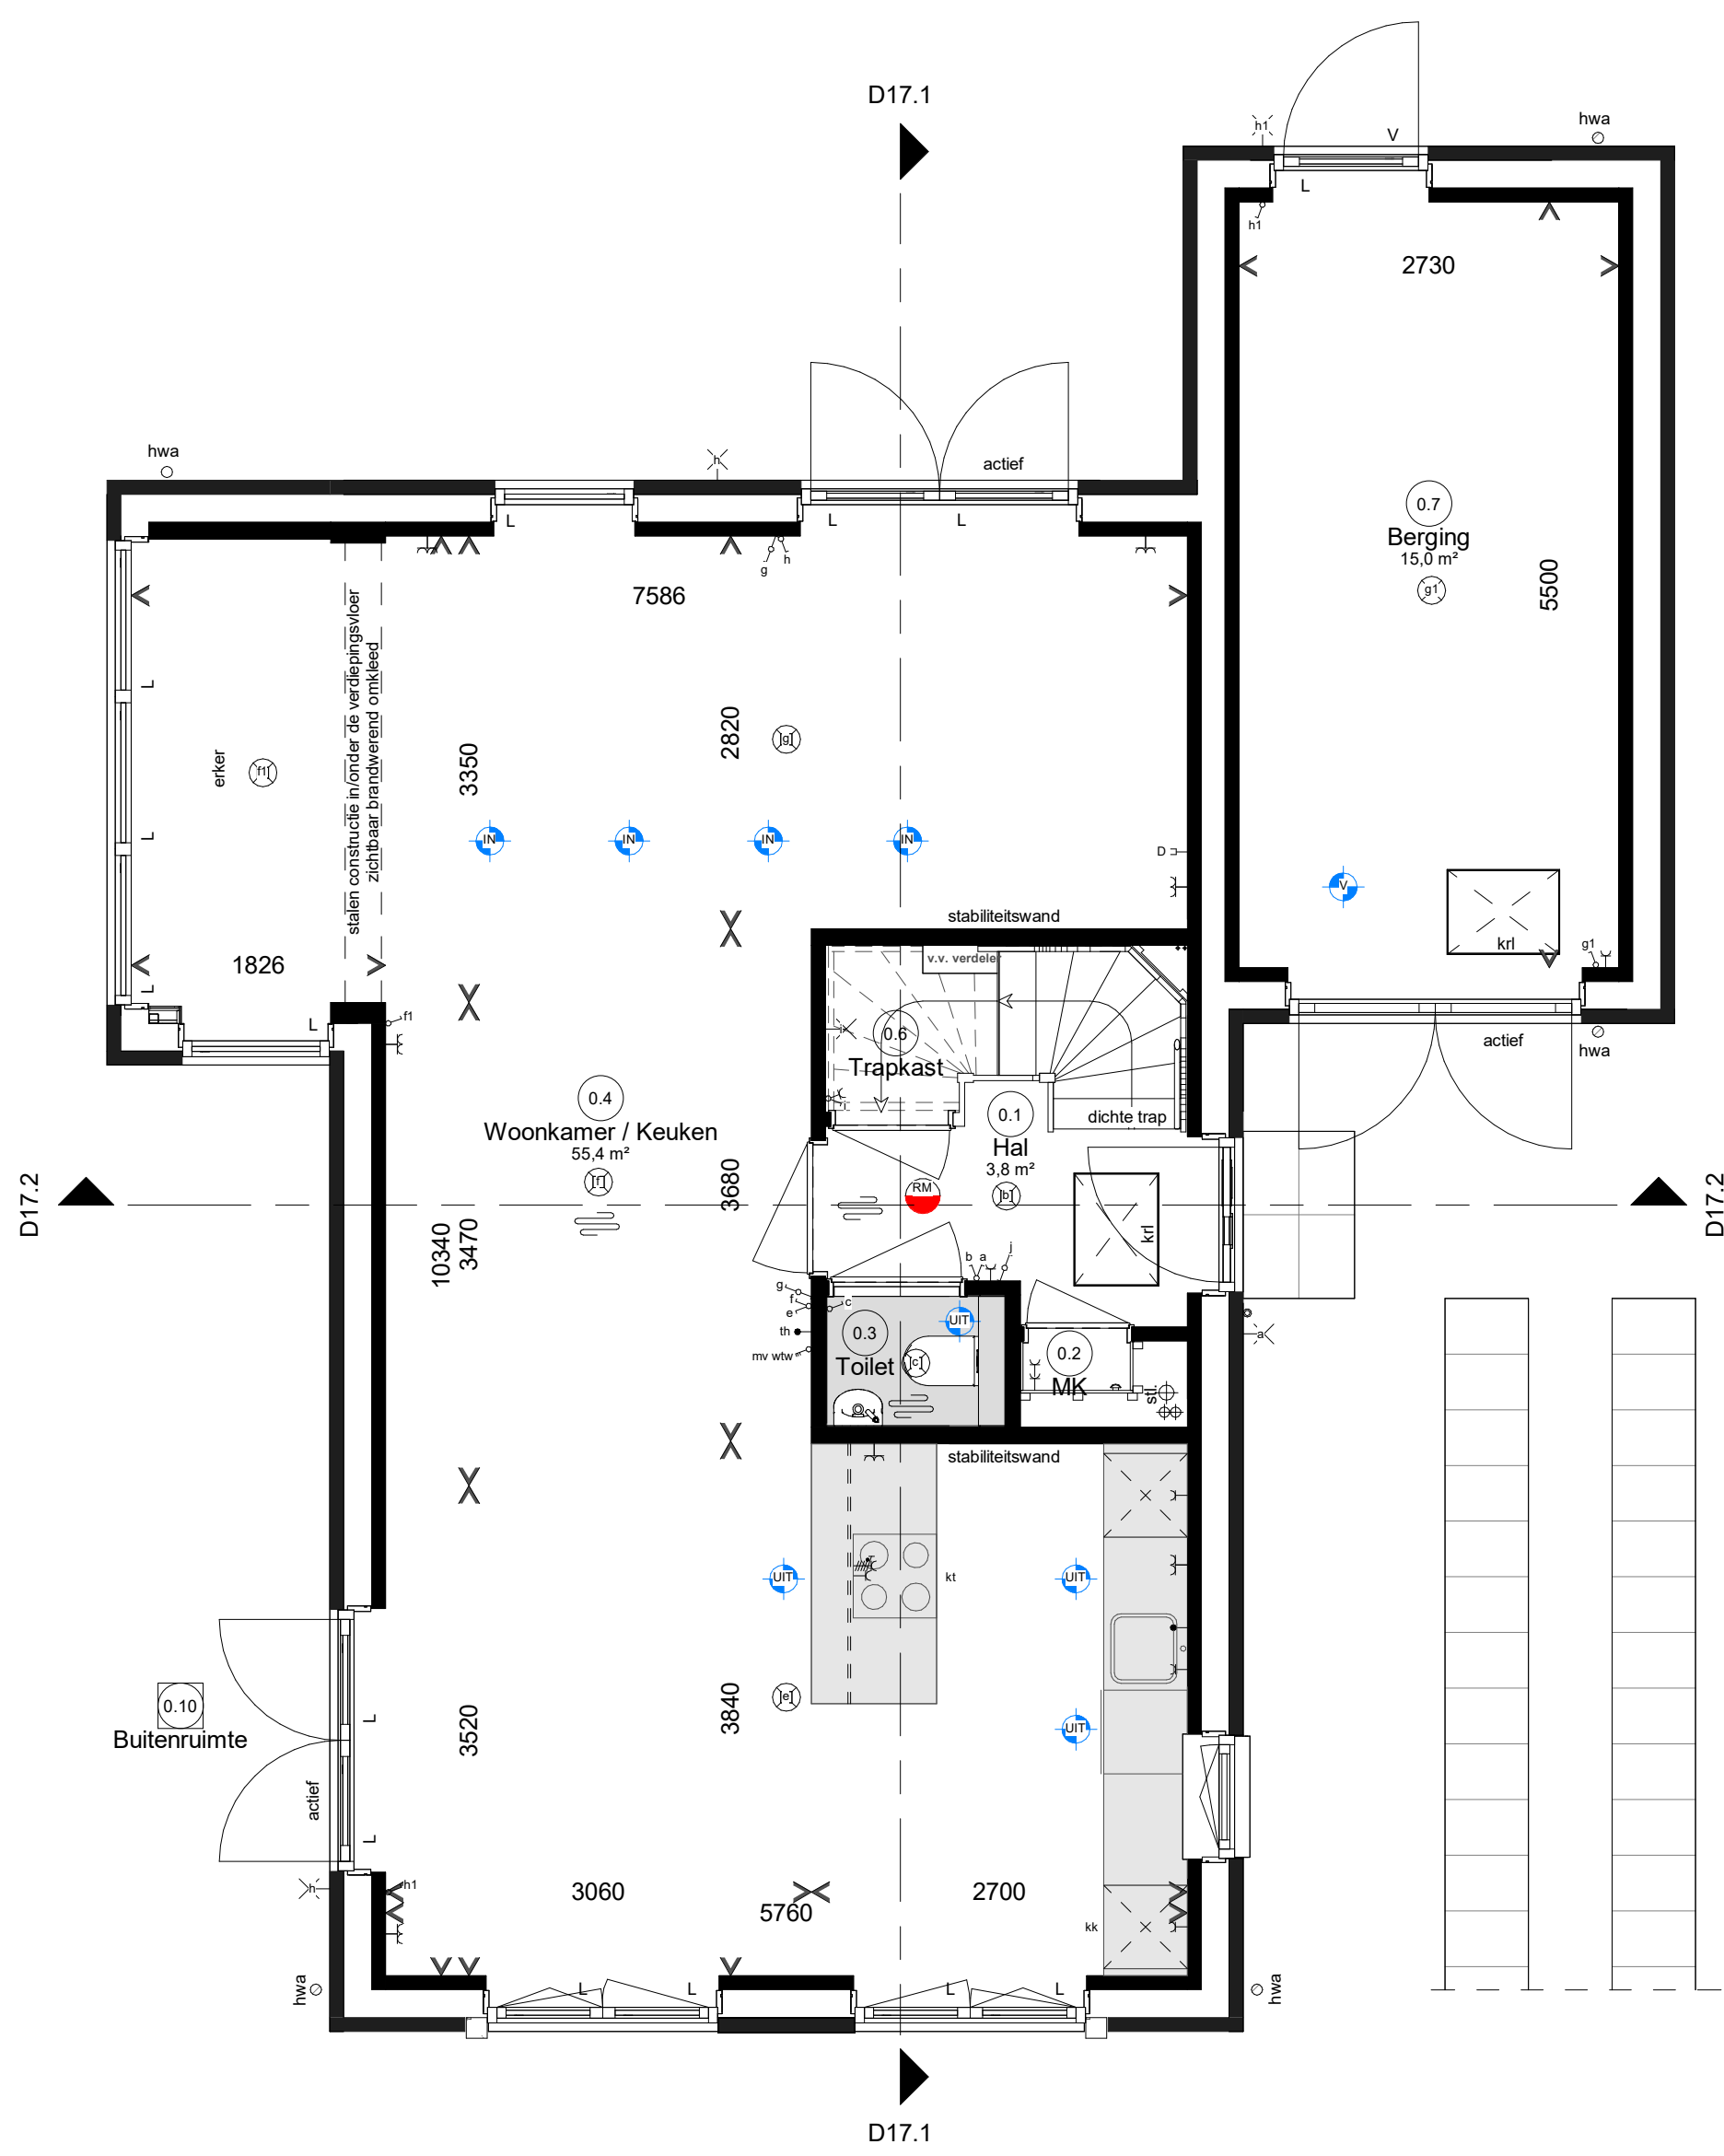 D17.1
h1
V
hwa
L
h1
2730
hwa
h
actief
L
L
L
g
h
0.7
Berging
15,0 m²
g1
5500
7586
stalen constructie in/onder de verdiepingsvloer
zichtbaar brandwerend omkleed
L
erker
f1
3350
2820
g
L
IN
IN
IN
IN
D
V
stabiliteitswand
krl
g1
v.v. verdeler
1826
L
L
f1
0.6
Trapkast
actief
hwa
0.4
Woonkamer / Keuken
55,4 m²
f
0.1
Hal
3,8 m²
b
dichte trap
D17.2
D17.2
3680
RM
krl
10340
3470
b
a
j
g
f
e
c
th
mv wtw
0.3
Toilet
c
UIT
0.2
MK
stl.
a
stabiliteitswand
UIT
kt
UIT
0.10
Buitenruimte
L
3520
3840
e
UIT
actief
L
h
h1
3060
2700
5760
kk
hwa
L
L
L
L
hwa
D17.1